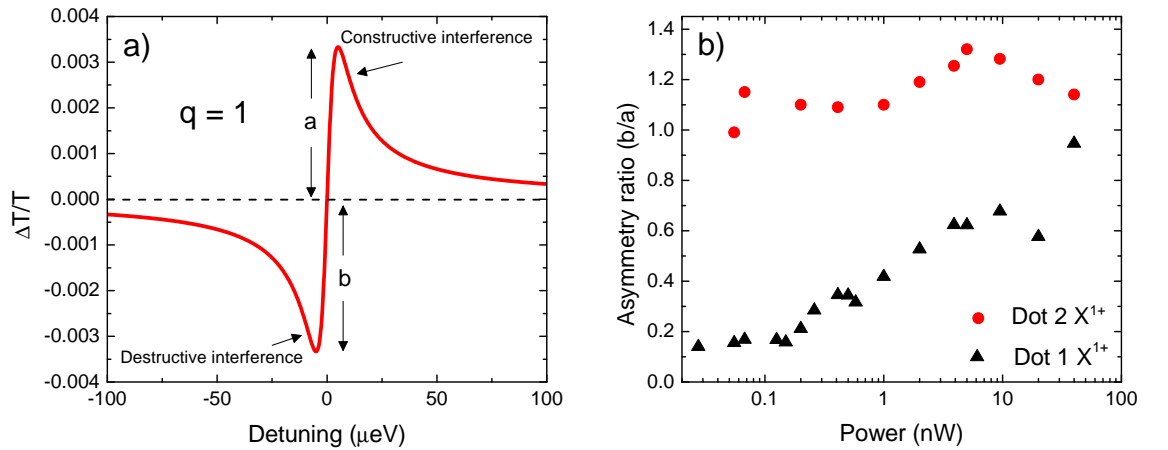 a)
Constructive interference
q = 1
a
b
Destructive interference
ΔT/T
0.004
0.003
0.002
0.001
0.000
-0.001
-0.002
-0.003
-0.004
-100
-50
0
50
100
Detuning (μeV)
b)
Asymmetry ratio (b/a)
1.4
1.2
1.0
0.8
0.6
0.4
0.2
0.0
Dot 2 X¹⁺
Dot 1 X¹⁺
0.1
1
10
100
Power (nW)